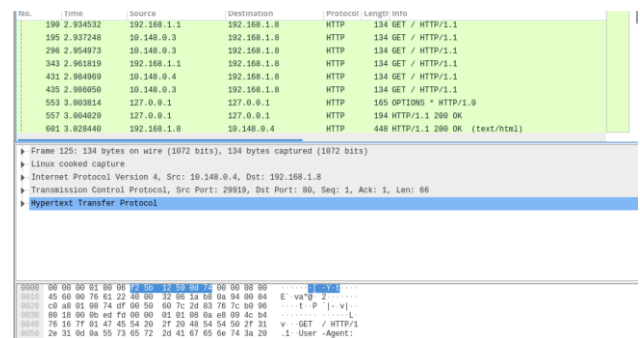 No. Time Source Destination Protocol Length Info
190 2.934532 192.168.1.1 192.168.1.8 HTTP 134 GET / HTTP/1.1
195 2.937248 10.148.0.3 192.168.1.8 HTTP 134 GET / HTTP/1.1
296 2.954973 10.148.0.3 192.168.1.8 HTTP 134 GET / HTTP/1.1
343 2.961819 192.168.1.1 192.168.1.8 HTTP 134 GET / HTTP/1.1
431 2.984969 10.148.0.4 192.168.1.8 HTTP 134 GET / HTTP/1.1
435 2.986050 10.148.0.3 192.168.1.8 HTTP 134 GET / HTTP/1.1
553 3.003814 127.0.0.1 127.0.0.1 HTTP 165 OPTIONS * HTTP/1.0
557 3.004029 127.0.0.1 127.0.0.1 HTTP 194 HTTP/1.1 200 OK
601 3.028440 192.168.1.8 10.148.0.4 HTTP 448 HTTP/1.1 200 OK (text/html)
Frame 125: 134 bytes on wire (1072 bits), 134 bytes captured (1072 bits)
Linux cooked capture
Internet Protocol Version 4, Src: 10.148.0.4, Dst: 192.168.1.8
Transmission Control Protocol, Src Port: 29919, Dst Port: 80, Seq: 1, Ack: 1, Len: 66
Hypertext Transfer Protocol
0000 00 00 00 01 00 06 f2 5b 12 59 0d 74 00 00 08 00
0010 45 60 00 76 61 22 40 00 32 06 1a b8 0a 94 00 04
0020 c0 a8 01 08 74 df 00 50 60 7c 2d 83 76 7c b0 96
0030 80 18 00 0b ed fd 00 00 01 01 08 0a e8 09 4c b4
0040 76 16 7f 01 47 45 54 20 2f 20 48 54 54 50 2f 31 v···GET / HTTP/1
0050 2e 31 0d 0a 55 73 65 72 2d 41 67 65 6e 74 3a 20 .1··User-Agent: